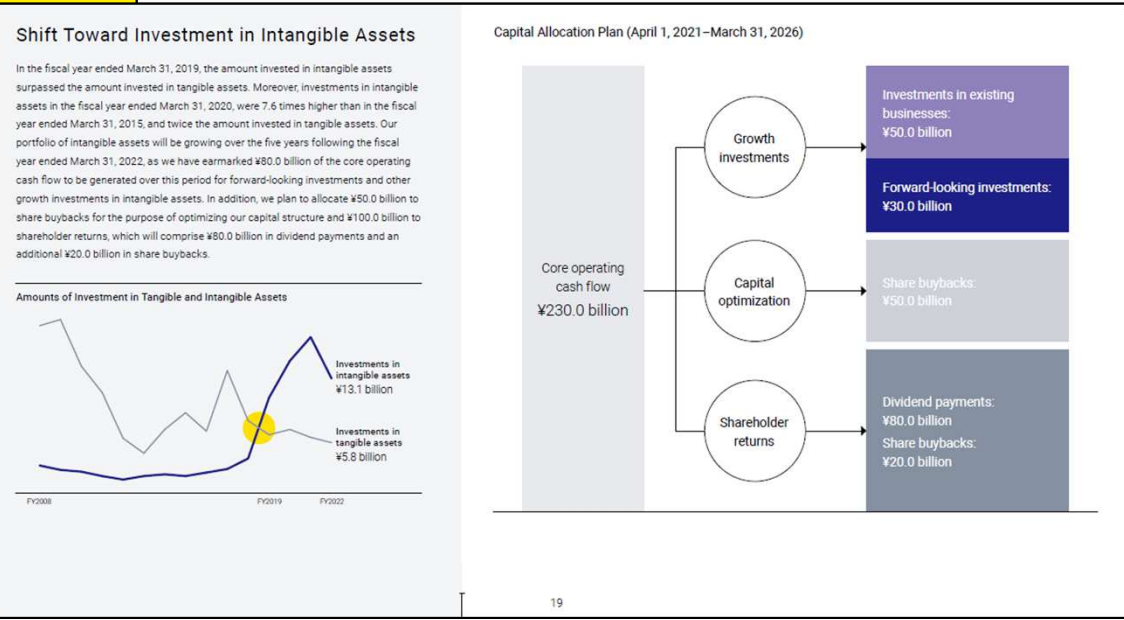 Shift Toward Investment in Intangible Assets
In the fiscal year ended March 31, 2019, the amount invested in intangible assets
surpassed the amount invested in tangible assets. Moreover, investments in intangible
assets in the fiscal year ended March 31, 2020, were 7.6 times higher than in the fiscal
year ended March 31, 2015, and twice the amount invested in tangible assets. Our
portfolio of intangible assets will be growing over the five years following the fiscal
year ended March 31, 2022, as we have earmarked ¥80.0 billion of the core operating
cash flow to be generated over this period for forward-looking investments and other
growth investments in intangible assets. In addition, we plan to allocate ¥50.0 billion to
share buybacks for the purpose of optimizing our capital structure and ¥100.0 billion to
shareholder returns, which will comprise ¥80.0 billion in dividend payments and an
additional ¥20.0 billion in share buybacks.
Amounts of Investment in Tangible and Intangible Assets
Investments in
intangible assets
¥13.1 billion
Investments in
tangible assets
¥5.8 billion
FY2008
FY2019
FY2022
Capital Allocation Plan (April 1, 2021–March 31, 2026)
Core operating
cash flow
¥230.0 billion
Growth
investments
Capital
optimization
Shareholder
returns
Investments in existing
businesses:
¥50.0 billion
Forward-looking investments:
¥30.0 billion
Share buybacks:
¥50.0 billion
Dividend payments:
¥80.0 billion
Share buybacks:
¥20.0 billion
19